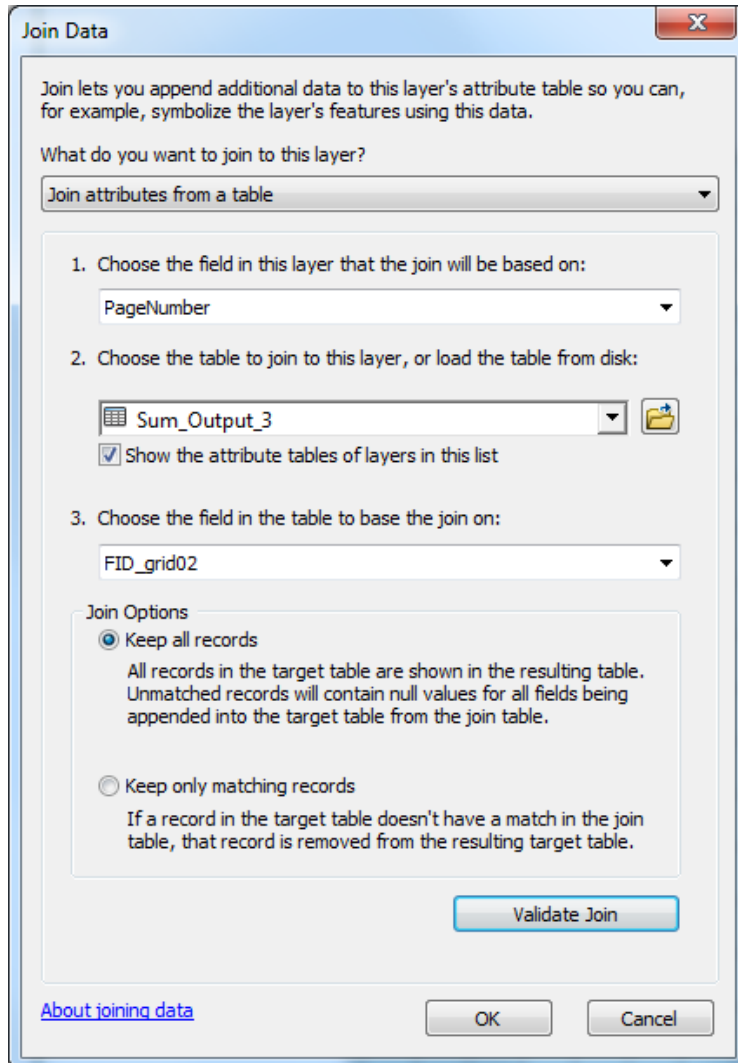 Join Data
Join lets you append additional data to this layer's attribute table so you can,
for example, symbolize the layer's features using this data.
What do you want to join to this layer?
Join attributes from a table
1. Choose the field in this layer that the join will be based on:
PageNumber
2. Choose the table to join to this layer, or load the table from disk:
Sum_Output_3
Show the attribute tables of layers in this list
3. Choose the field in the table to base the join on:
FID_grid02
Join Options
Keep all records
All records in the target table are shown in the resulting table.
Unmatched records will contain null values for all fields being
appended into the target table from the join table.
Keep only matching records
If a record in the target table doesn't have a match in the join
table, that record is removed from the resulting target table.
Validate Join
About joining data
OK
Cancel